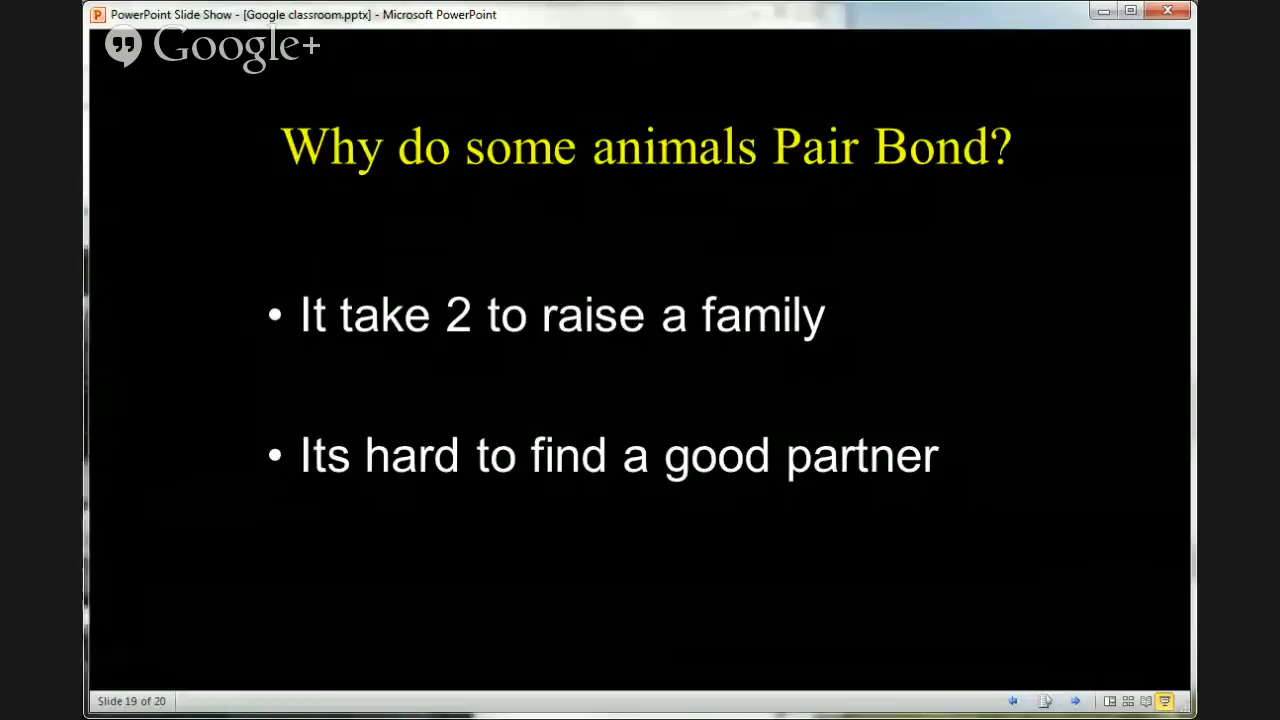 PowerPoint Slide Show - [Google classroom.pptx] - Microsoft PowerPoint
Google+
Why do some animals Pair Bond?
• It take 2 to raise a family
• Its hard to find a good partner
Slide 19 of 20